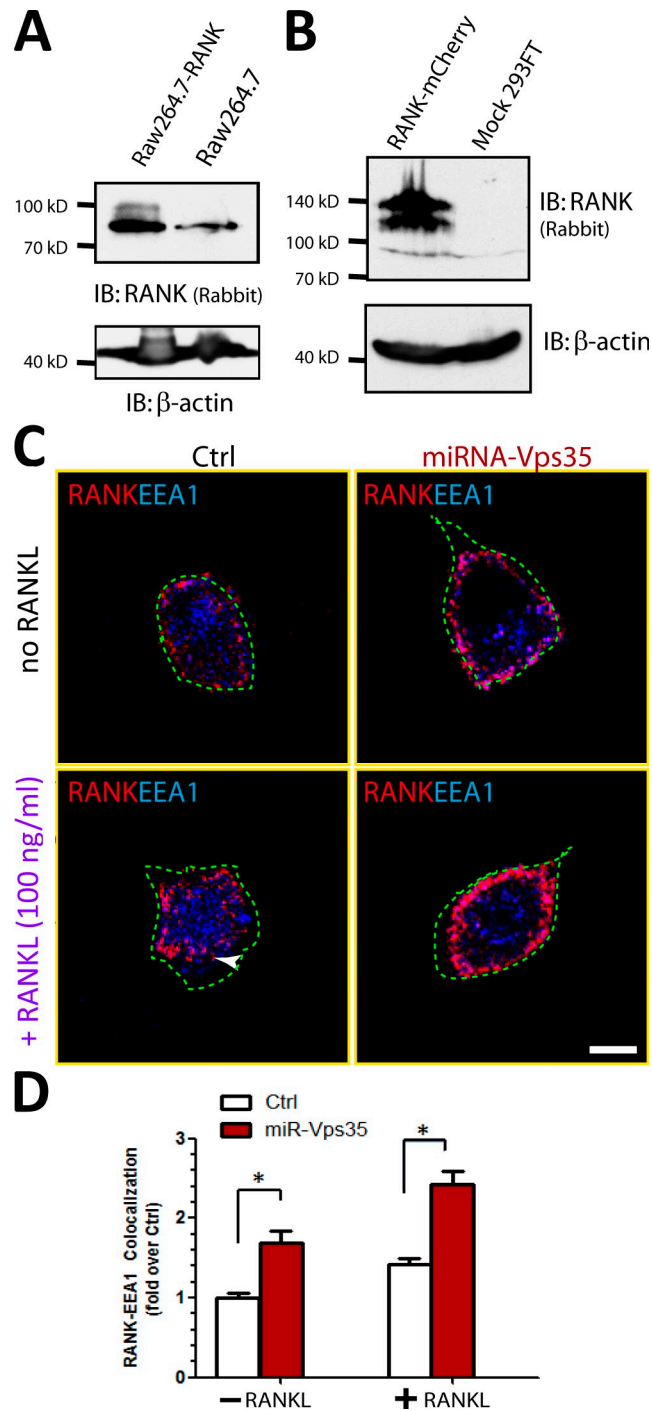 A
Raw264.7-RANK
Raw264.7
100 kD
70 kD
IB: RANK (Rabbit)
40 kD
IB: β-actin
B
RANK-mCherry
Mock 293FT
140 kD
100 kD
70 kD
IB: RANK
(Rabbit)
40 kD
IB: β-actin
C
Ctrl
miRNA-Vps35
no RANKL
RANKEEA1
RANKEEA1
+ RANKL (100 ng/ml)
RANKEEA1
RANKEEA1
D
Ctrl
miR-Vps35
RANK-EEA1 Colocalization
(fold over Ctrl)
3
2
1
0
*
*
− RANKL
+ RANKL